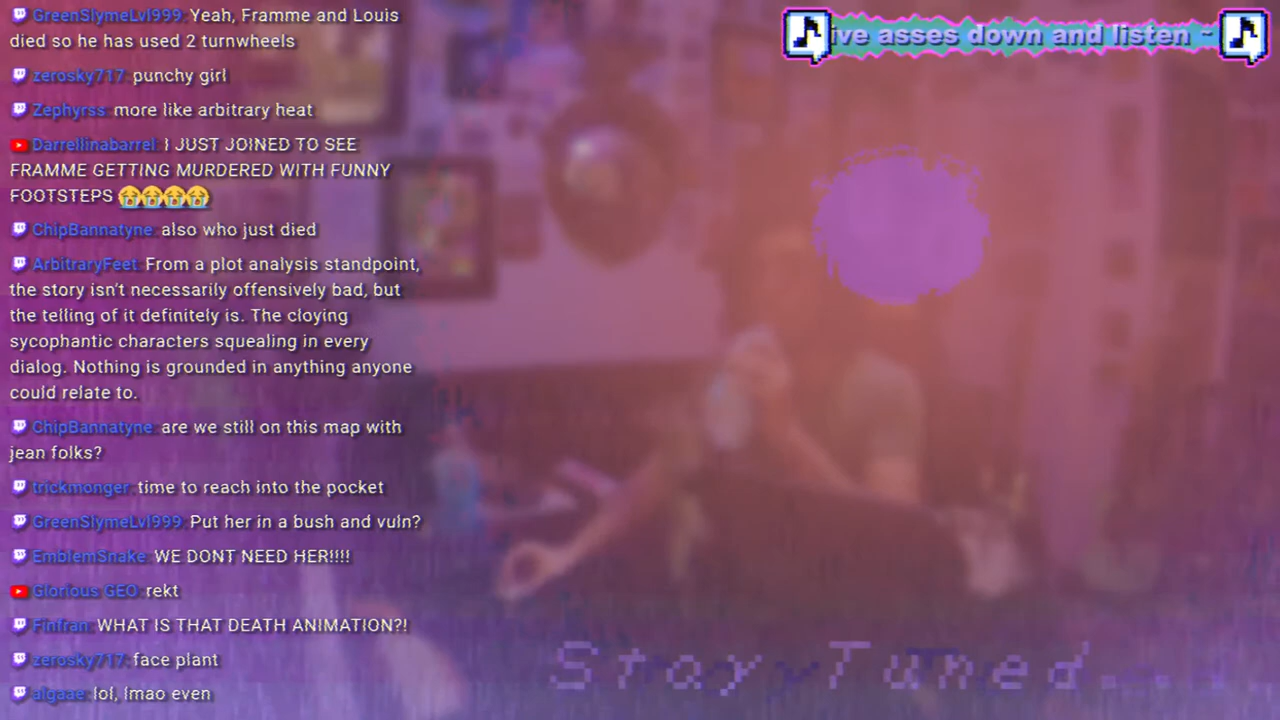 GreenSlymeLvl999: Yeah, Framme and Louis
died so he has used 2 turnwheels
zerosky717: punchy girl
Zephyrss: more like arbitrary heat
Darrellinabarrel: I JUST JOINED TO SEE
FRAMME GETTING MURDERED WITH FUNNY
FOOTSTEPS 😭😭😭😭
ChipBannatyne: also who just died
ArbitraryFeet: From a plot analysis standpoint,
the story isn't necessarily offensively bad, but
the telling of it definitely is. The cloying
sycophantic characters squealing in every
dialog. Nothing is grounded in anything anyone
could relate to.
ChipBannatyne: are we still on this map with
jean folks?
trickmonger: time to reach into the pocket
GreenSlymeLvl999: Put her in a bush and vuln?
EmblemSnake: WE DONT NEED HER!!!!
Glorious GEO: rekt
Finfran: WHAT IS THAT DEATH ANIMATION?!
zerosky717: face plant
algaae: lol, lmao even
ive asses down and listen ~
Stay Tuned...